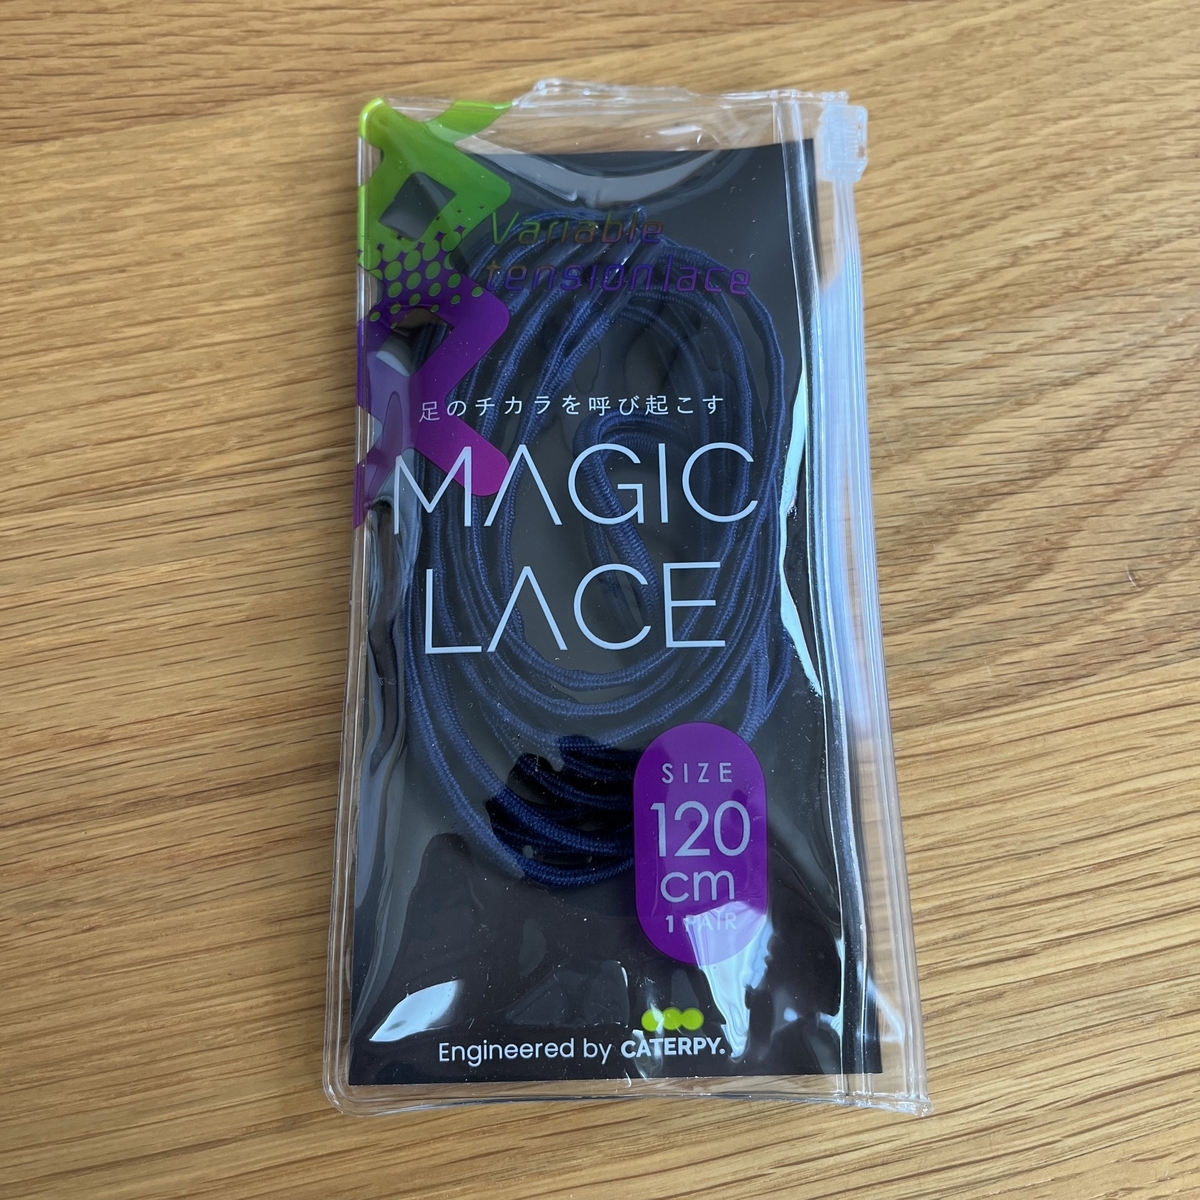 Variable
tension lace
足のチカラを呼び起こす
MAGIC
LACE
SIZE
120
cm
1 PAIR
Engineered by CATERPY.